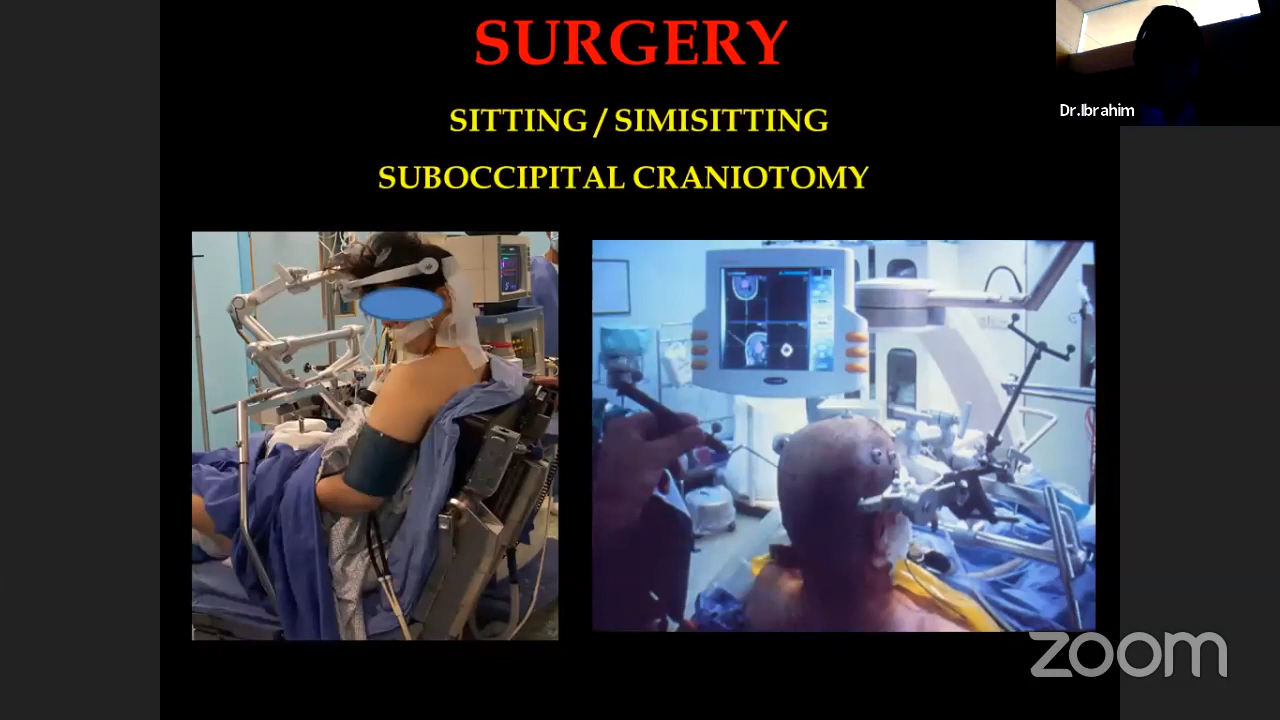 SURGERY
SITTING / SIMISITTING
SUBOCCIPITAL CRANIOTOMY
Dr.Ibrahim
zoom